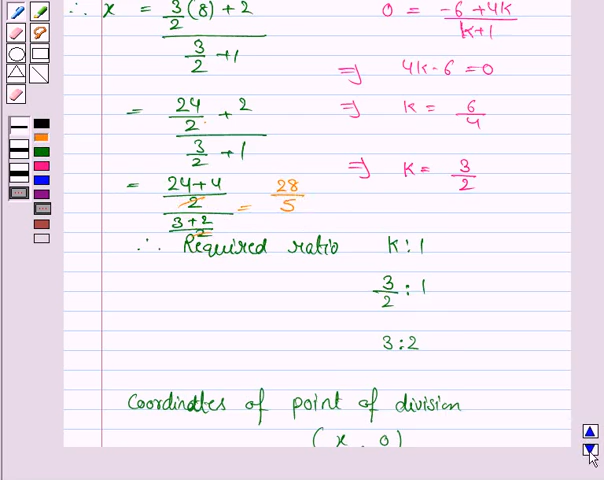 ∴ x = (3/2 (8) + 2)/(3/2 + 1)
0 = (-6 + 4K)/(K+1)
=> 4K - 6 = 0
= (24/2 + 2)/(3/2 + 1)
=> K = 6/4
= ((24+4)/2)/((3+2)/2) = 28/5
=> K = 3/2
∴ Required ratio K : 1
3/2 : 1
3 : 2
Coordinates of point of division
(x, 0)